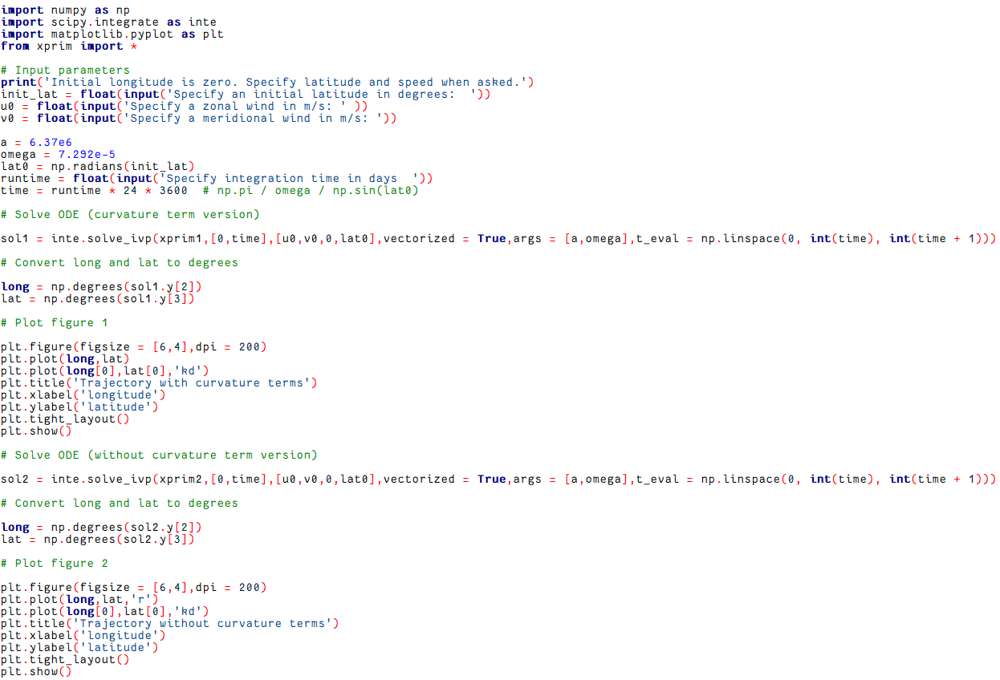 import numpy as np
import scipy.integrate as inte
import matplotlib.pyplot as plt
from xprim import *
# Input parameters
print('Initial longitude is zero. Specify latitude and speed when asked.')
init_lat = float(input('Specify an initial latitude in degrees:  '))
u0 = float(input('Specify a zonal wind in m/s: ' ))
v0 = float(input('Specify a meridional wind in m/s: '))
a = 6.37e6
omega = 7.292e-5
lat0 = np.radians(init_lat)
runtime = float(input('Specify integration time in days  '))
time = runtime * 24 * 3600  # np.pi / omega / np.sin(lat0)
# Solve ODE (curvature term version)
sol1 = inte.solve_ivp(xprim1,[0,time],[u0,v0,0,lat0],vectorized = True,args = [a,omega],t_eval = np.linspace(0, int(time), int(time + 1)))
# Convert long and lat to degrees
long = np.degrees(sol1.y[2])
lat = np.degrees(sol1.y[3])
# Plot figure 1
plt.figure(figsize = [6,4],dpi = 200)
plt.plot(long,lat)
plt.plot(long[0],lat[0],'kd')
plt.title('Trajectory with curvature terms')
plt.xlabel('longitude')
plt.ylabel('latitude')
plt.tight_layout()
plt.show()
# Solve ODE (without curvature term version)
sol2 = inte.solve_ivp(xprim2,[0,time],[u0,v0,0,lat0],vectorized = True,args = [a,omega],t_eval = np.linspace(0, int(time), int(time + 1)))
# Convert long and lat to degrees
long = np.degrees(sol2.y[2])
lat = np.degrees(sol2.y[3])
# Plot figure 2
plt.figure(figsize = [6,4],dpi = 200)
plt.plot(long,lat,'r')
plt.plot(long[0],lat[0],'kd')
plt.title('Trajectory without curvature terms')
plt.xlabel('longitude')
plt.ylabel('latitude')
plt.tight_layout()
plt.show()